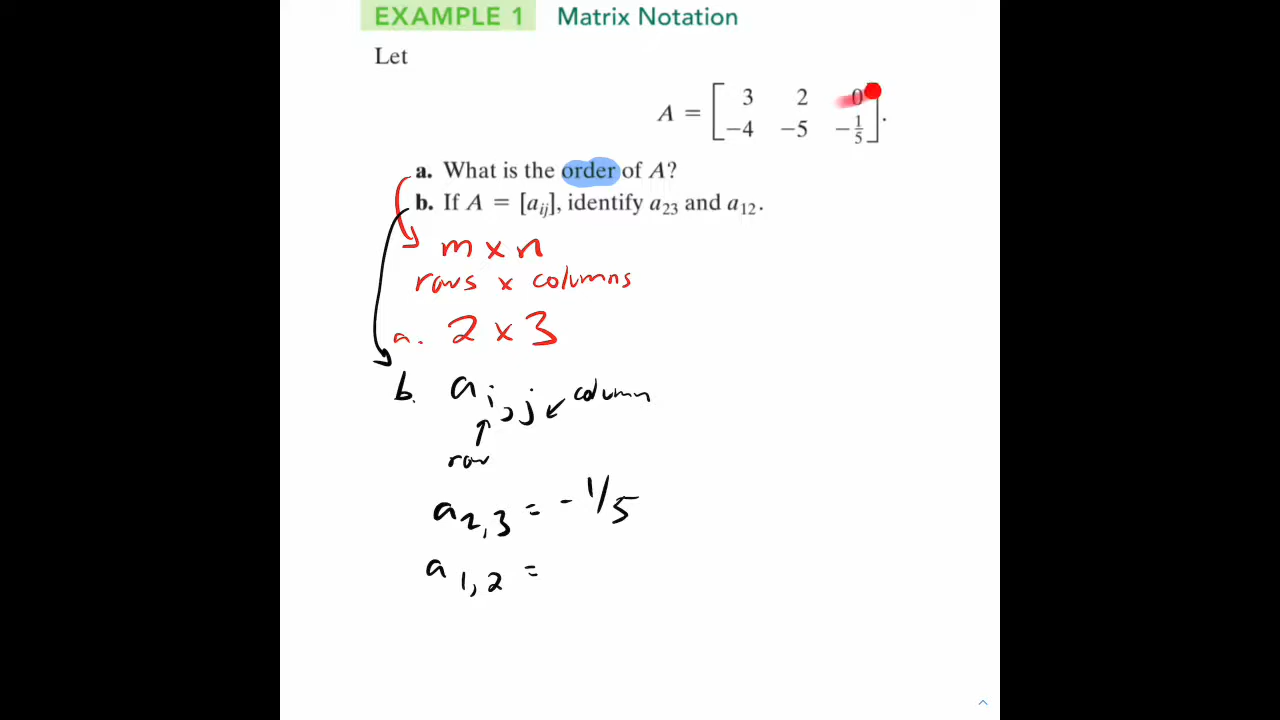 EXAMPLE 1 Matrix Notation
Let
A = [ 3 2 0
-4 -5 -1/5 ].
a. What is the order of A?
b. If A = [aij], identify a23 and a12.
m x n
rows x columns
a. 2 x 3
b. ai,j column
row
a2,3 = -1/5
a1,2 =